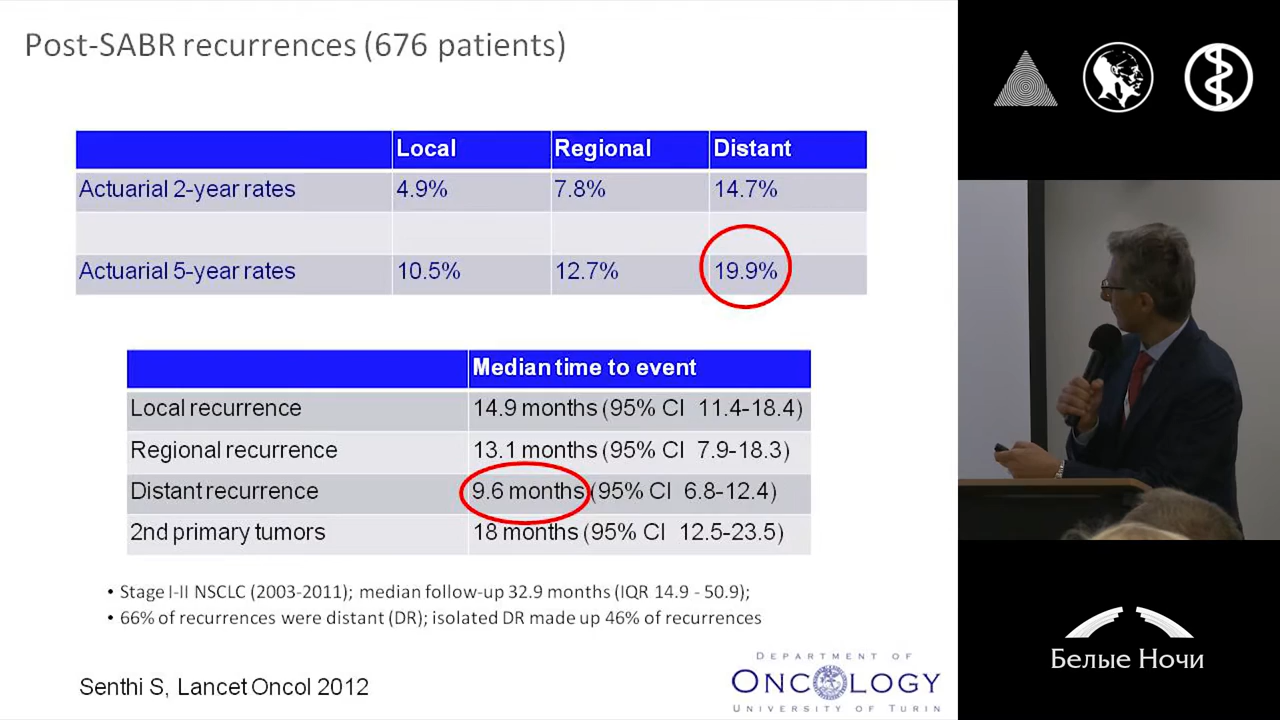 Post-SABR recurrences (676 patients)
Local Regional Distant
Actuarial 2-year rates 4.9% 7.8% 14.7%
Actuarial 5-year rates 10.5% 12.7% 19.9%
Median time to event
Local recurrence 14.9 months (95% CI 11.4-18.4)
Regional recurrence 13.1 months (95% CI 7.9-18.3)
Distant recurrence 9.6 months (95% CI 6.8-12.4)
2nd primary tumors 18 months (95% CI 12.5-23.5)
• Stage I-II NSCLC (2003-2011); median follow-up 32.9 months (IQR 14.9 - 50.9);
• 66% of recurrences were distant (DR); isolated DR made up 46% of recurrences
Senthi S, Lancet Oncol 2012
DEPARTMENT OF
ONCOLOGY
UNIVERSITY OF TURIN
Белые Ночи